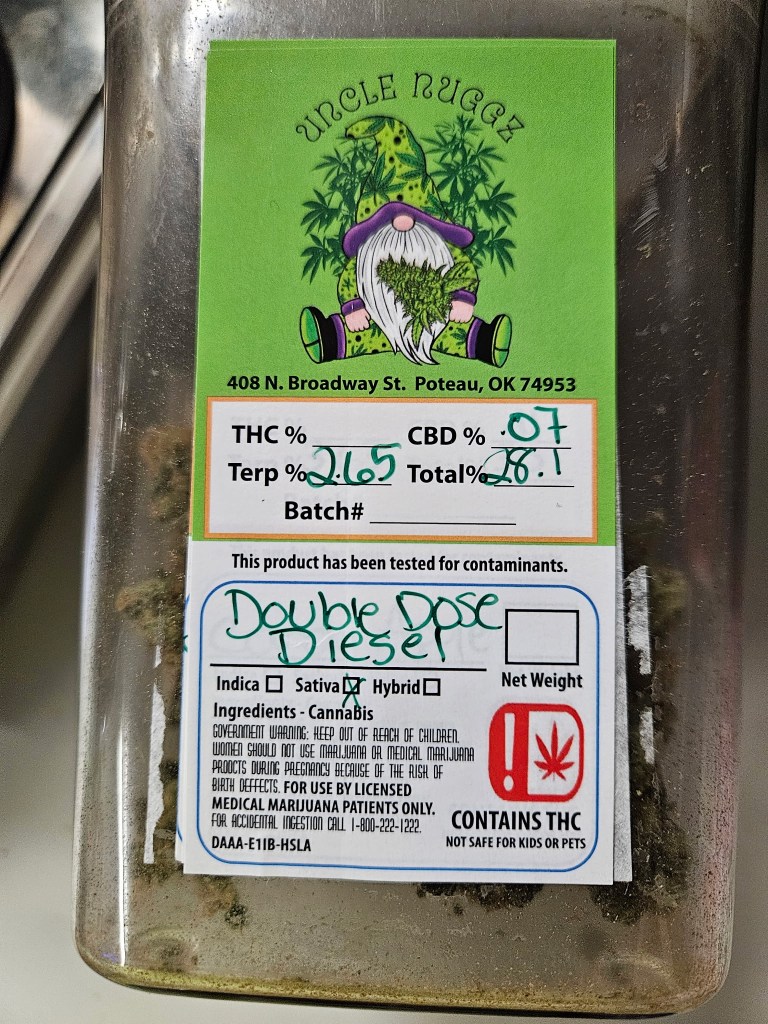 UNCLE NUGGZ
408 N. Broadway St. Poteau, OK 74953
THC % CBD % .07
Terp % 2.65 Total% 28.1
Batch#
This product has been tested for contaminants.
Double Dose
Diesel
Indica Sativa X Hybrid
Net Weight
Ingredients - Cannabis
GOVERNMENT WARNING: KEEP OUT OF REACH OF CHILDREN.
WOMEN SHOULD NOT USE MARIJUANA OR MEDICAL MARIJUANA
PRODCTS DURING PREGNANCY BECAUSE OF THE RISK OF
BIRTH DEFFECTS. FOR USE BY LICENSED
MEDICAL MARIJUANA PATIENTS ONLY.
FOR ACCIDENTAL INGESTION CALL 1-800-222-1222.
DAAA-E1IB-HSLA
!
CONTAINS THC
NOT SAFE FOR KIDS OR PETS